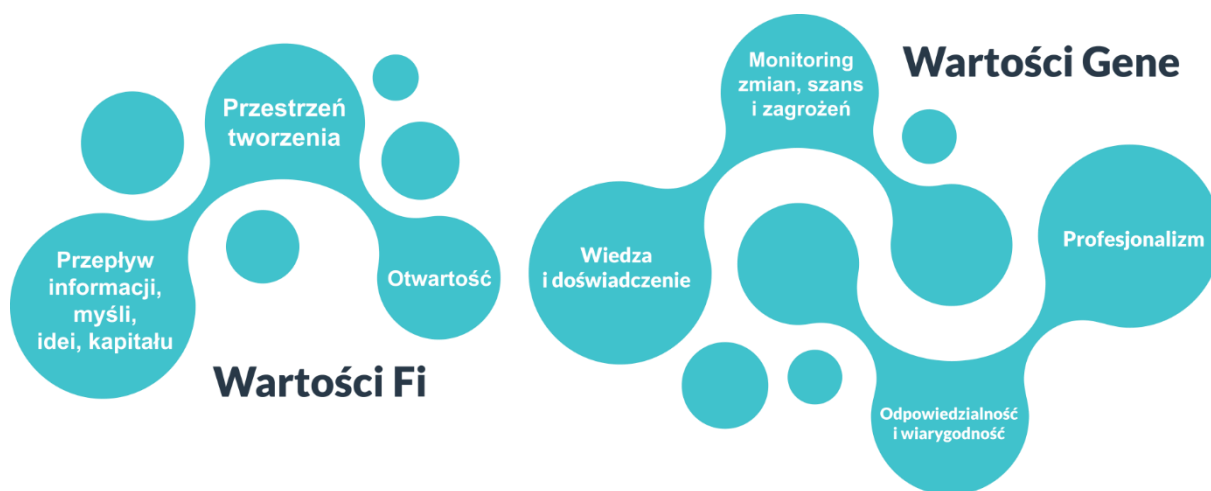 Przestrzeń
tworzenia
Przepływ
informacji,
myśli,
idei, kapitału
Otwartość
Wartości Fi
Wartości Gene
Monitoring
zmian, szans
i zagrożeń
Wiedza
i doświadczenie
Profesjonalizm
Odpowiedzialność
i wiarygodność